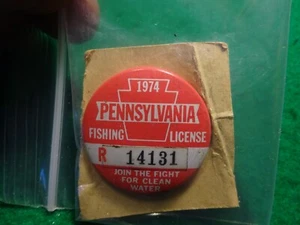 1974
PENNSYLVANIA
FISHING LICENSE
R 14131
JOIN THE FIGHT
FOR CLEAN
WATER